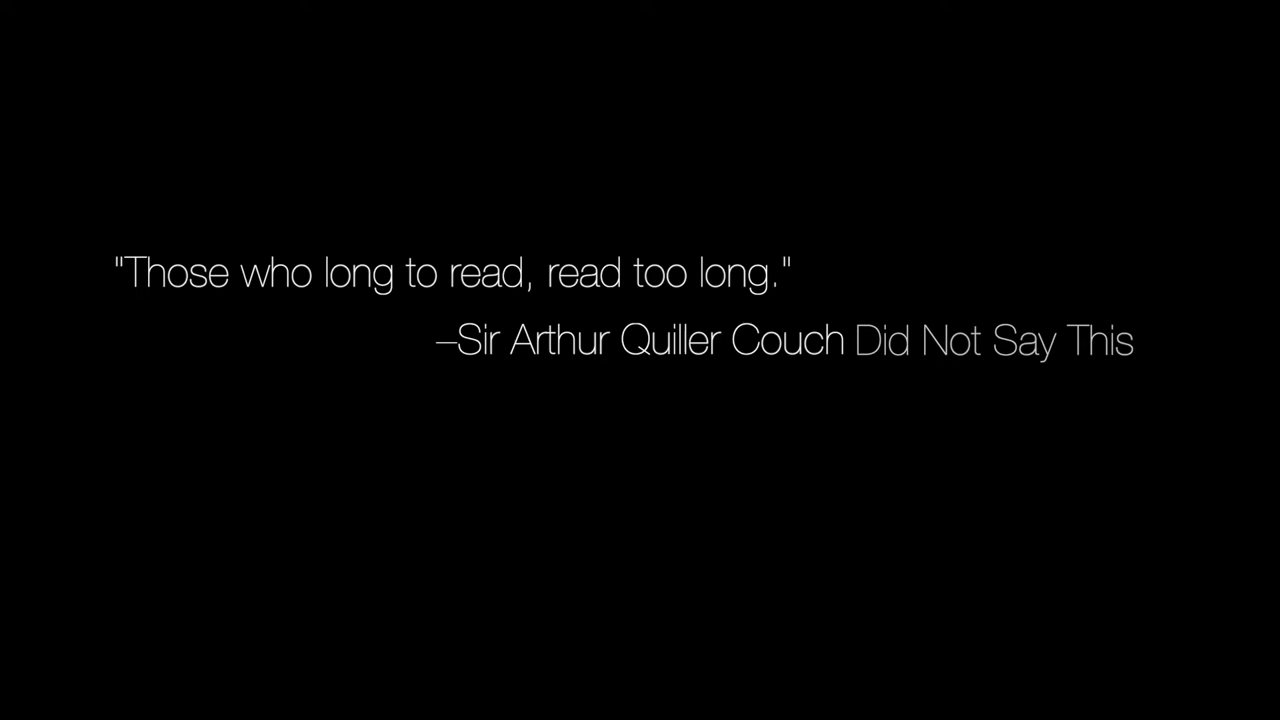 "Those who long to read, read too long."
–Sir Arthur Quiller Couch Did Not Say This